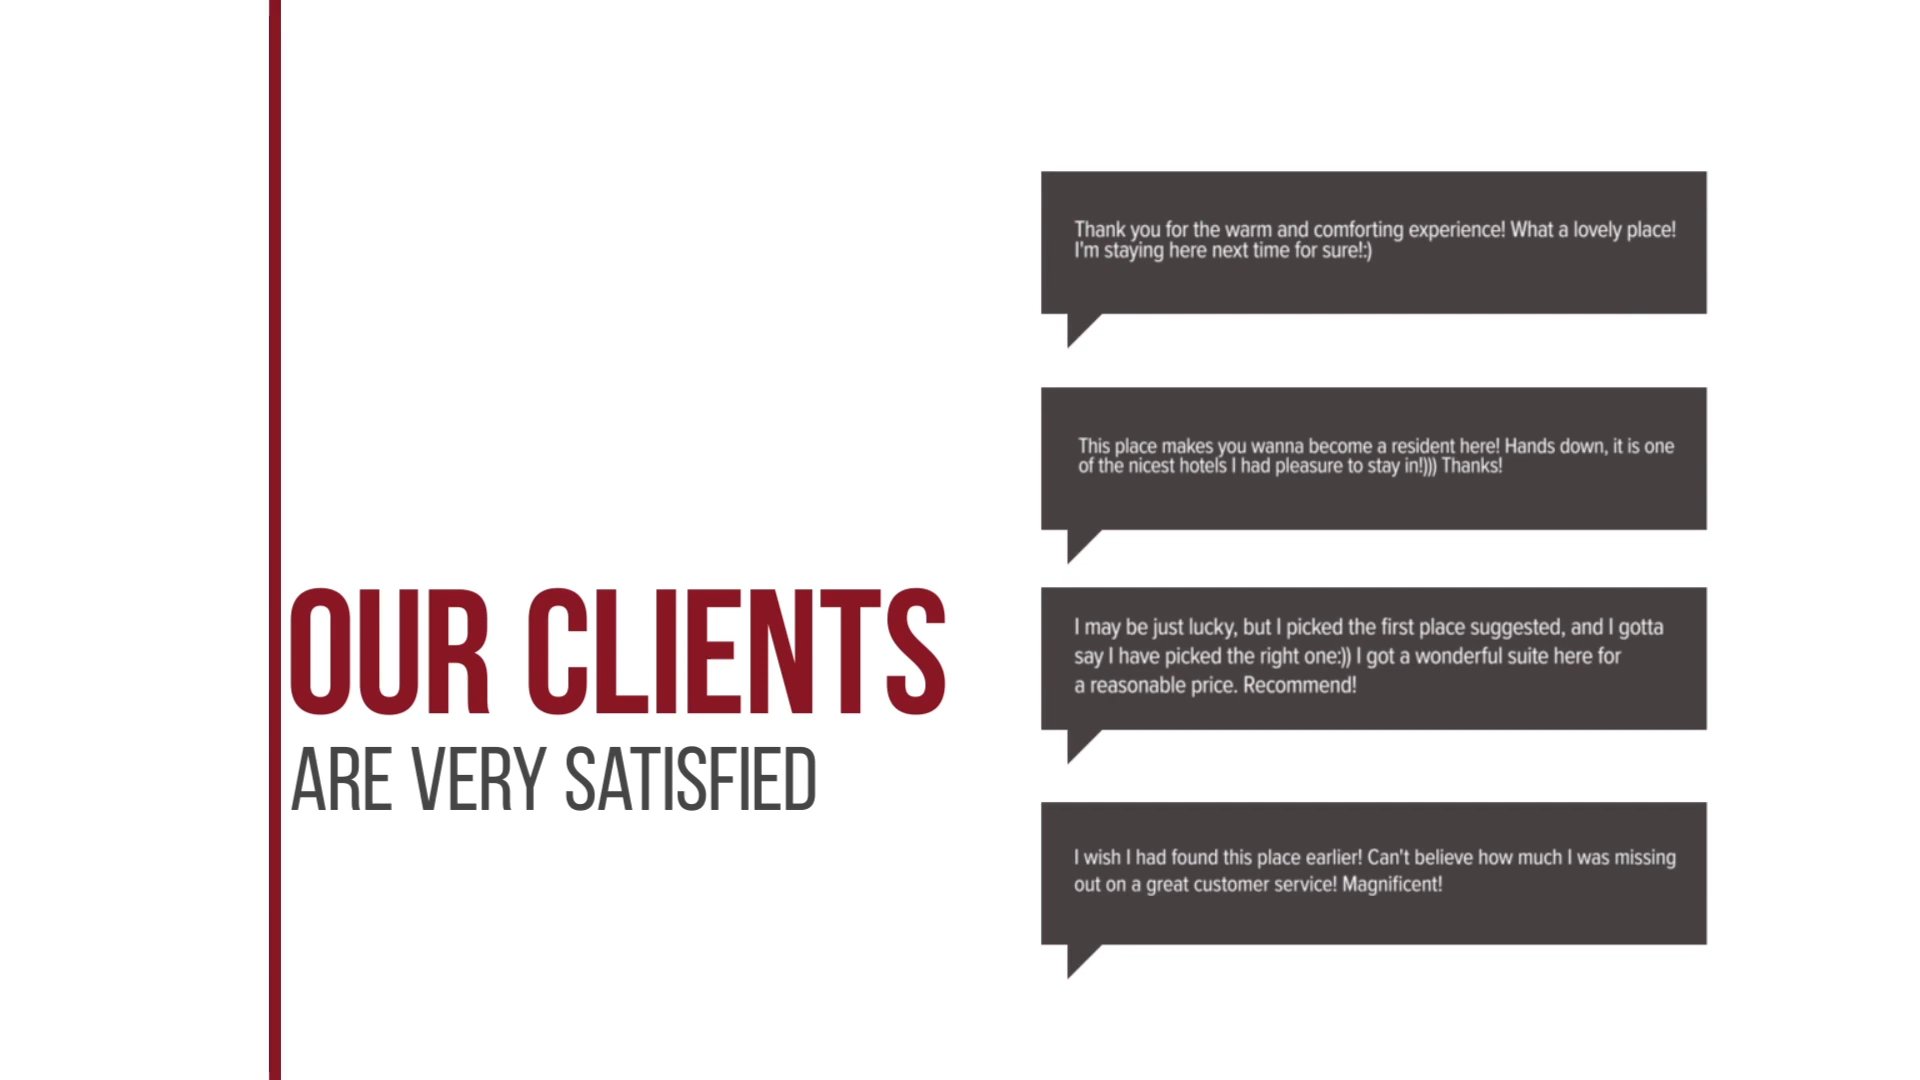 OUR CLIENTS
ARE VERY SATISFIED
Thank you for the warm and comforting experience! What a lovely place!
I'm staying here next time for sure!:)
This place makes you wanna become a resident here! Hands down, it is one
of the nicest hotels I had pleasure to stay in!))) Thanks!
I may be just lucky, but I picked the first place suggested, and I gotta
say I have picked the right one:)) I got a wonderful suite here for
a reasonable price. Recommend!
I wish I had found this place earlier! Can't believe how much I was missing
out on a great customer service! Magnificent!